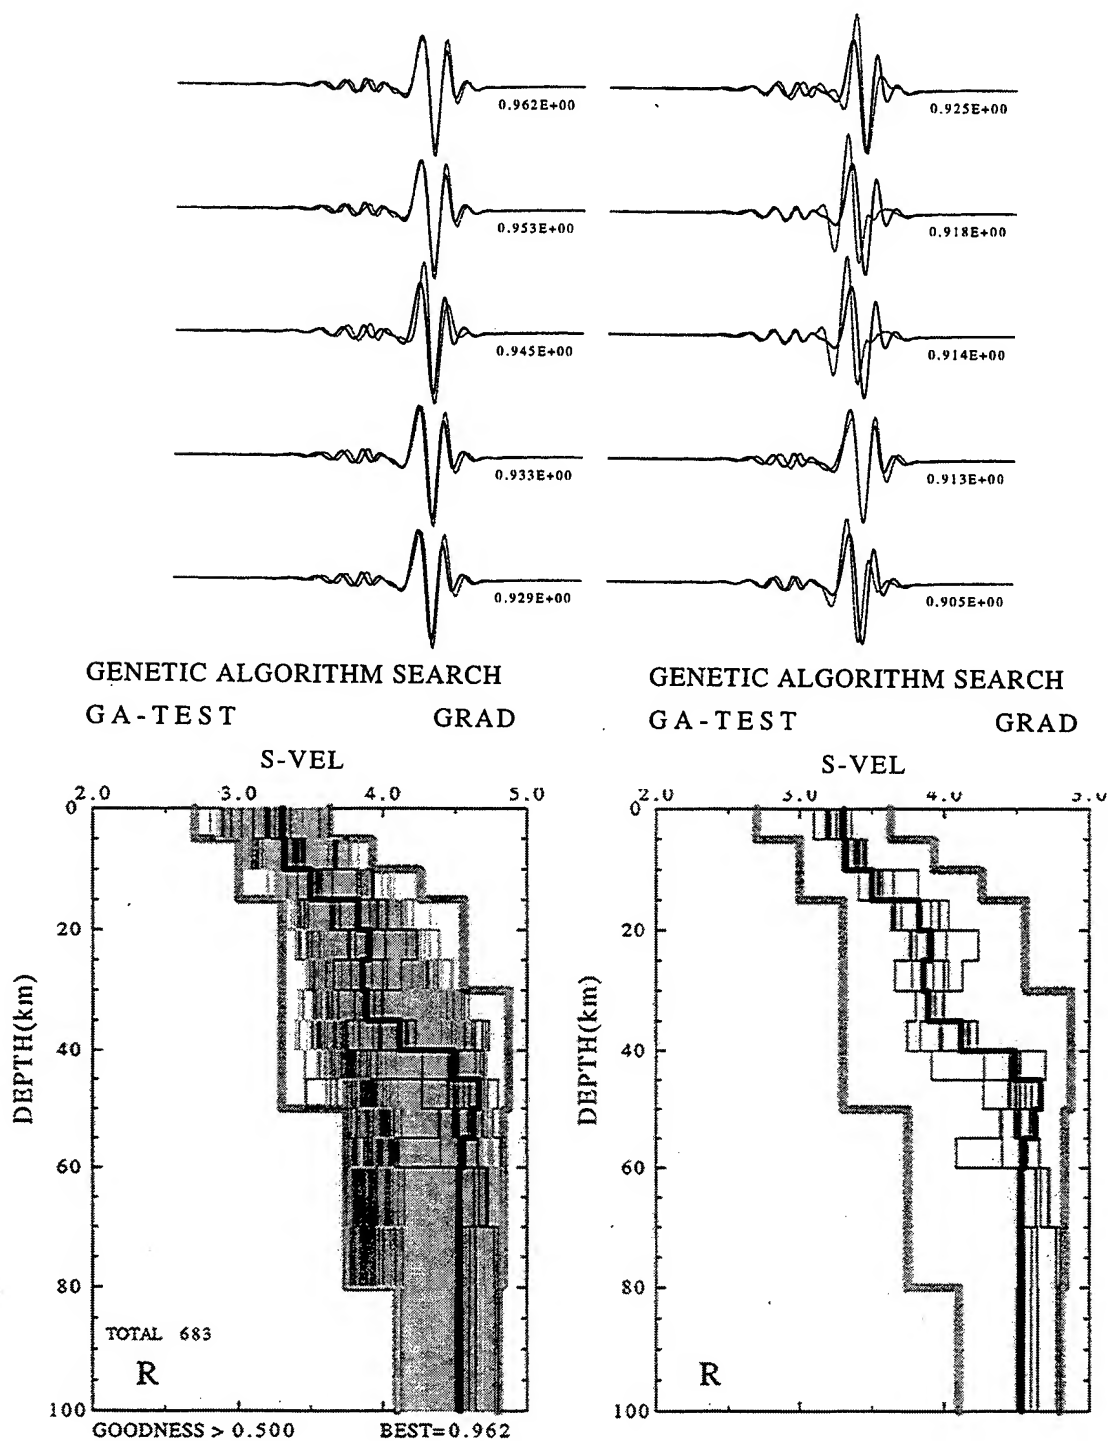 0.962E+00
0.925E+00
0.953E+00
0.918E+00
0.945E+00
0.914E+00
0.933E+00
0.913E+00
0.929E+00
0.905E+00
GENETIC ALGORITHM SEARCH
GA-TEST GRAD
S-VEL
2.0 3.0 4.0 5.0
0
20
40
60
80
100
DEPTH(km)
TOTAL 683
R
GOODNESS > 0.500 BEST=0.962
GENETIC ALGORITHM SEARCH
GA-TEST GRAD
S-VEL
2.0 3.0 4.0 5.0
0
20
40
60
80
100
DEPTH(km)
R